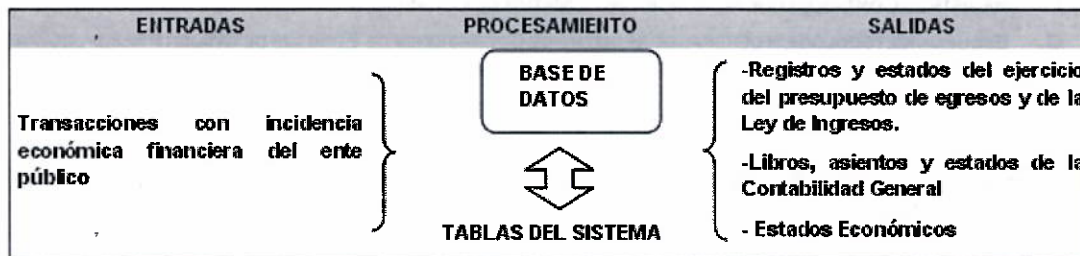 ENTRADAS PROCESAMIENTO SALIDAS
Transacciones con incidencia
económica financiera del ente
público
BASE DE
DATOS
TABLAS DEL SISTEMA
-Registros y estados del ejercicio
del presupuesto de egresos y de la
Ley de Ingresos.
-Libros, asientos y estados de la
Contabilidad General
- Estados Económicos